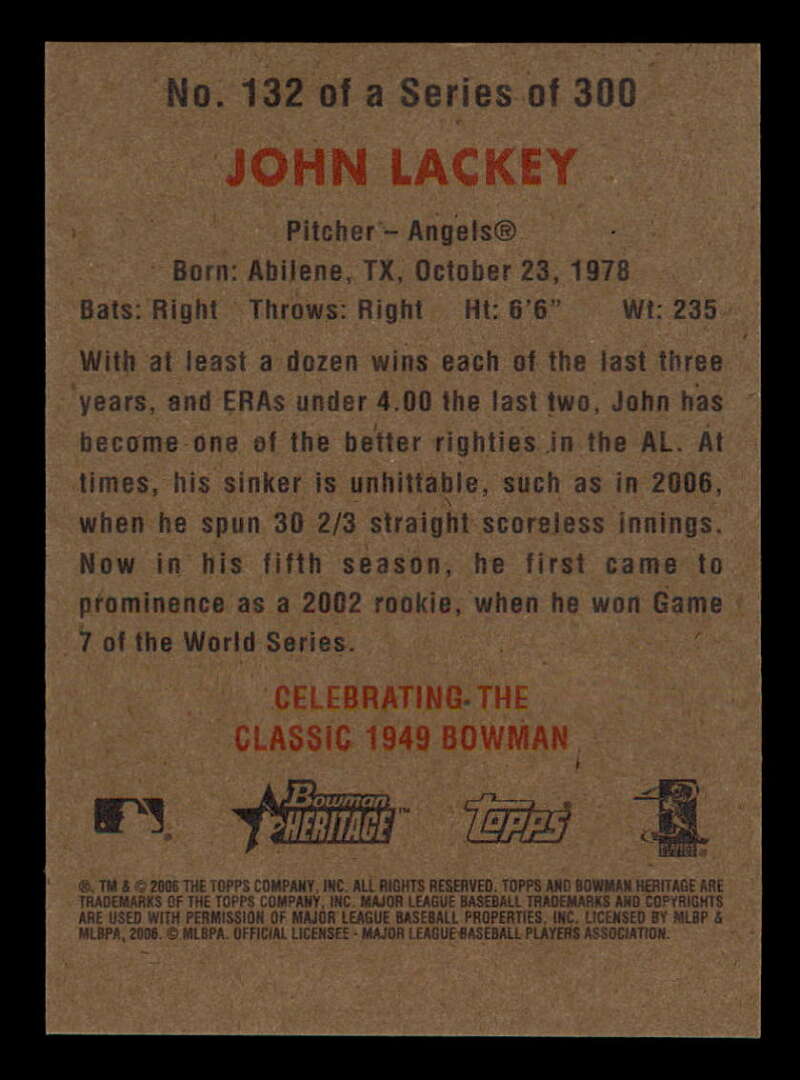 No. 132 of a Series of 300
JOHN LACKEY
Pitcher - Angels®
Born: Abilene, TX, October 23, 1978
Bats: Right Throws: Right Ht: 6'6" Wt: 235
With at least a dozen wins each of the last three
years, and ERAs under 4.00 the last two, John has
become one of the better righties in the AL. At
times, his sinker is unhittable, such as in 2006,
when he spun 30 2/3 straight scoreless innings.
Now in his fifth season, he first came to
prominence as a 2002 rookie, when he won Game
7 of the World Series.
CELEBRATING THE
CLASSIC 1949 BOWMAN
Bowman HERITAGE™
Topps®
®, TM & © 2006 THE TOPPS COMPANY, INC. ALL RIGHTS RESERVED. TOPPS AND BOWMAN HERITAGE ARE
TRADEMARKS OF THE TOPPS COMPANY, INC. MAJOR LEAGUE BASEBALL TRADEMARKS AND COPYRIGHTS
ARE USED WITH PERMISSION OF MAJOR LEAGUE BASEBALL PROPERTIES, INC. LICENSED BY MLBP &
MLBPA, 2006. © MLBPA. OFFICIAL LICENSEE - MAJOR LEAGUE BASEBALL PLAYERS ASSOCIATION.